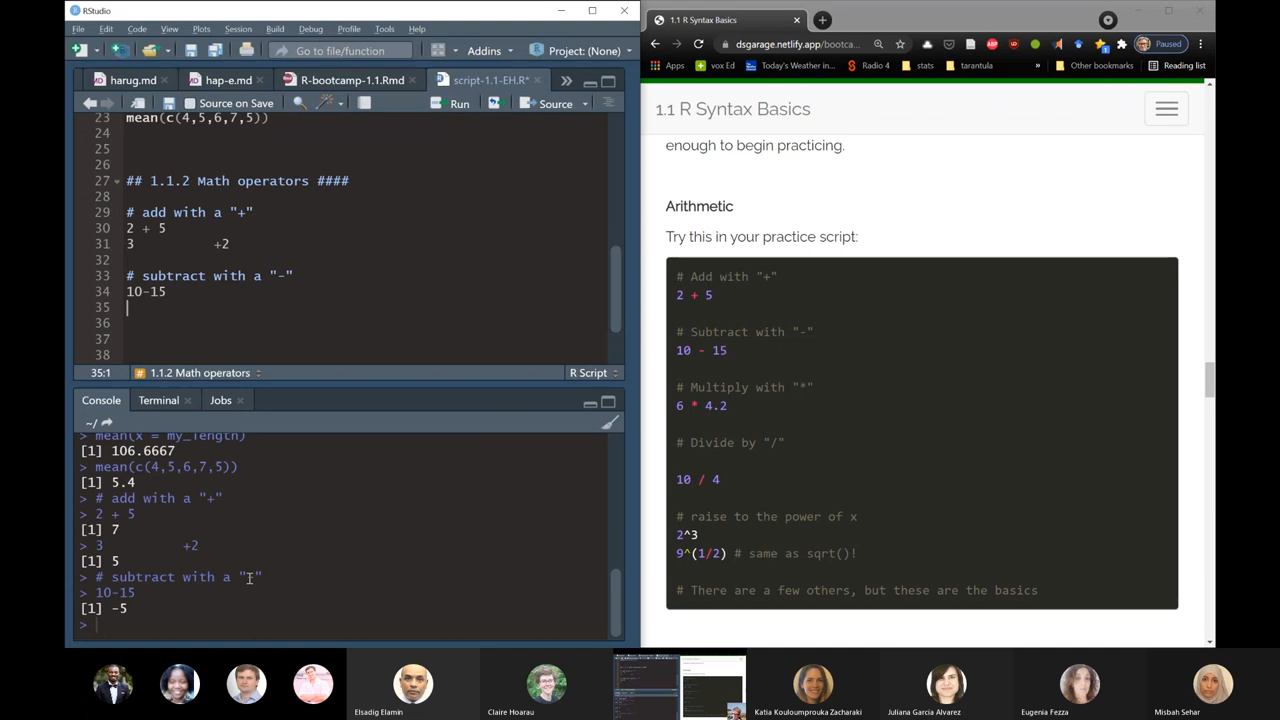 RStudio
File Edit Code View Plots Session Build Debug Profile Tools Help
Go to file/function
Addins
Project: (None)
harug.md
hap-e.md
R-bootcamp-1.1.Rmd
script-1.1-EH.R*
Source on Save
Run
Source
23 mean(c(4,5,6,7,5))
24
25
26
27 ## 1.1.2 Math operators ####
28
29 # add with a "+"
30 2 + 5
31 3 +2
32
33 # subtract with a "-"
34 10-15
35
36
37
38
35:1 1.1.2 Math operators R Script
Console Terminal Jobs
~/
> mean(x = my_length)
[1] 106.6667
> mean(c(4,5,6,7,5))
[1] 5.4
> # add with a "+"
> 2 + 5
[1] 7
> 3 +2
[1] 5
> # subtract with a "-"
> 10-15
[1] -5
>
1.1 R Syntax Basics
dsgarage.netlify.app/bootca...
Paused
Apps vox Ed Today's Weather in... Radio 4 stats tarantula » Other bookmarks Reading list
1.1 R Syntax Basics
enough to begin practicing.
Arithmetic
Try this in your practice script:
# Add with "+"
2 + 5
# Subtract with "-"
10 - 15
# Multiply with "*"
6 * 4.2
# Divide by "/"
10 / 4
# raise to the power of x
2^3
9^(1/2) # same as sqrt()!
# There are a few others, but these are the basics
Elsadig Elamin
Claire Hoarau
Katia Kouloumprouka Zacharaki
Juliana Garcia Alvarez
Eugenia Fezza
Misbah Sehar